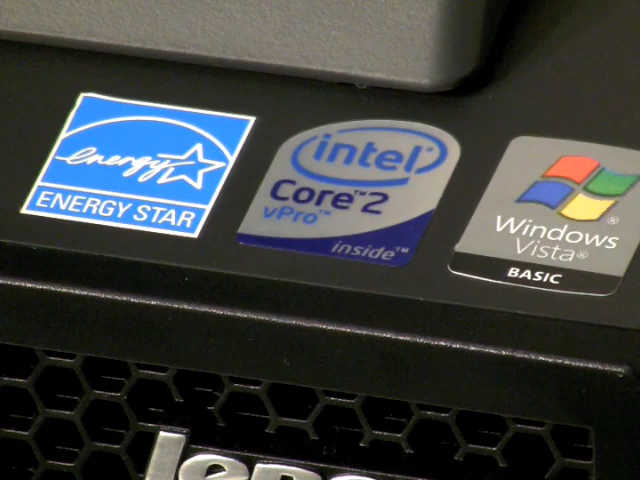 energy
ENERGY STAR
intel
Core™2
vPro™
inside™
Windows®
Vista®
BASIC